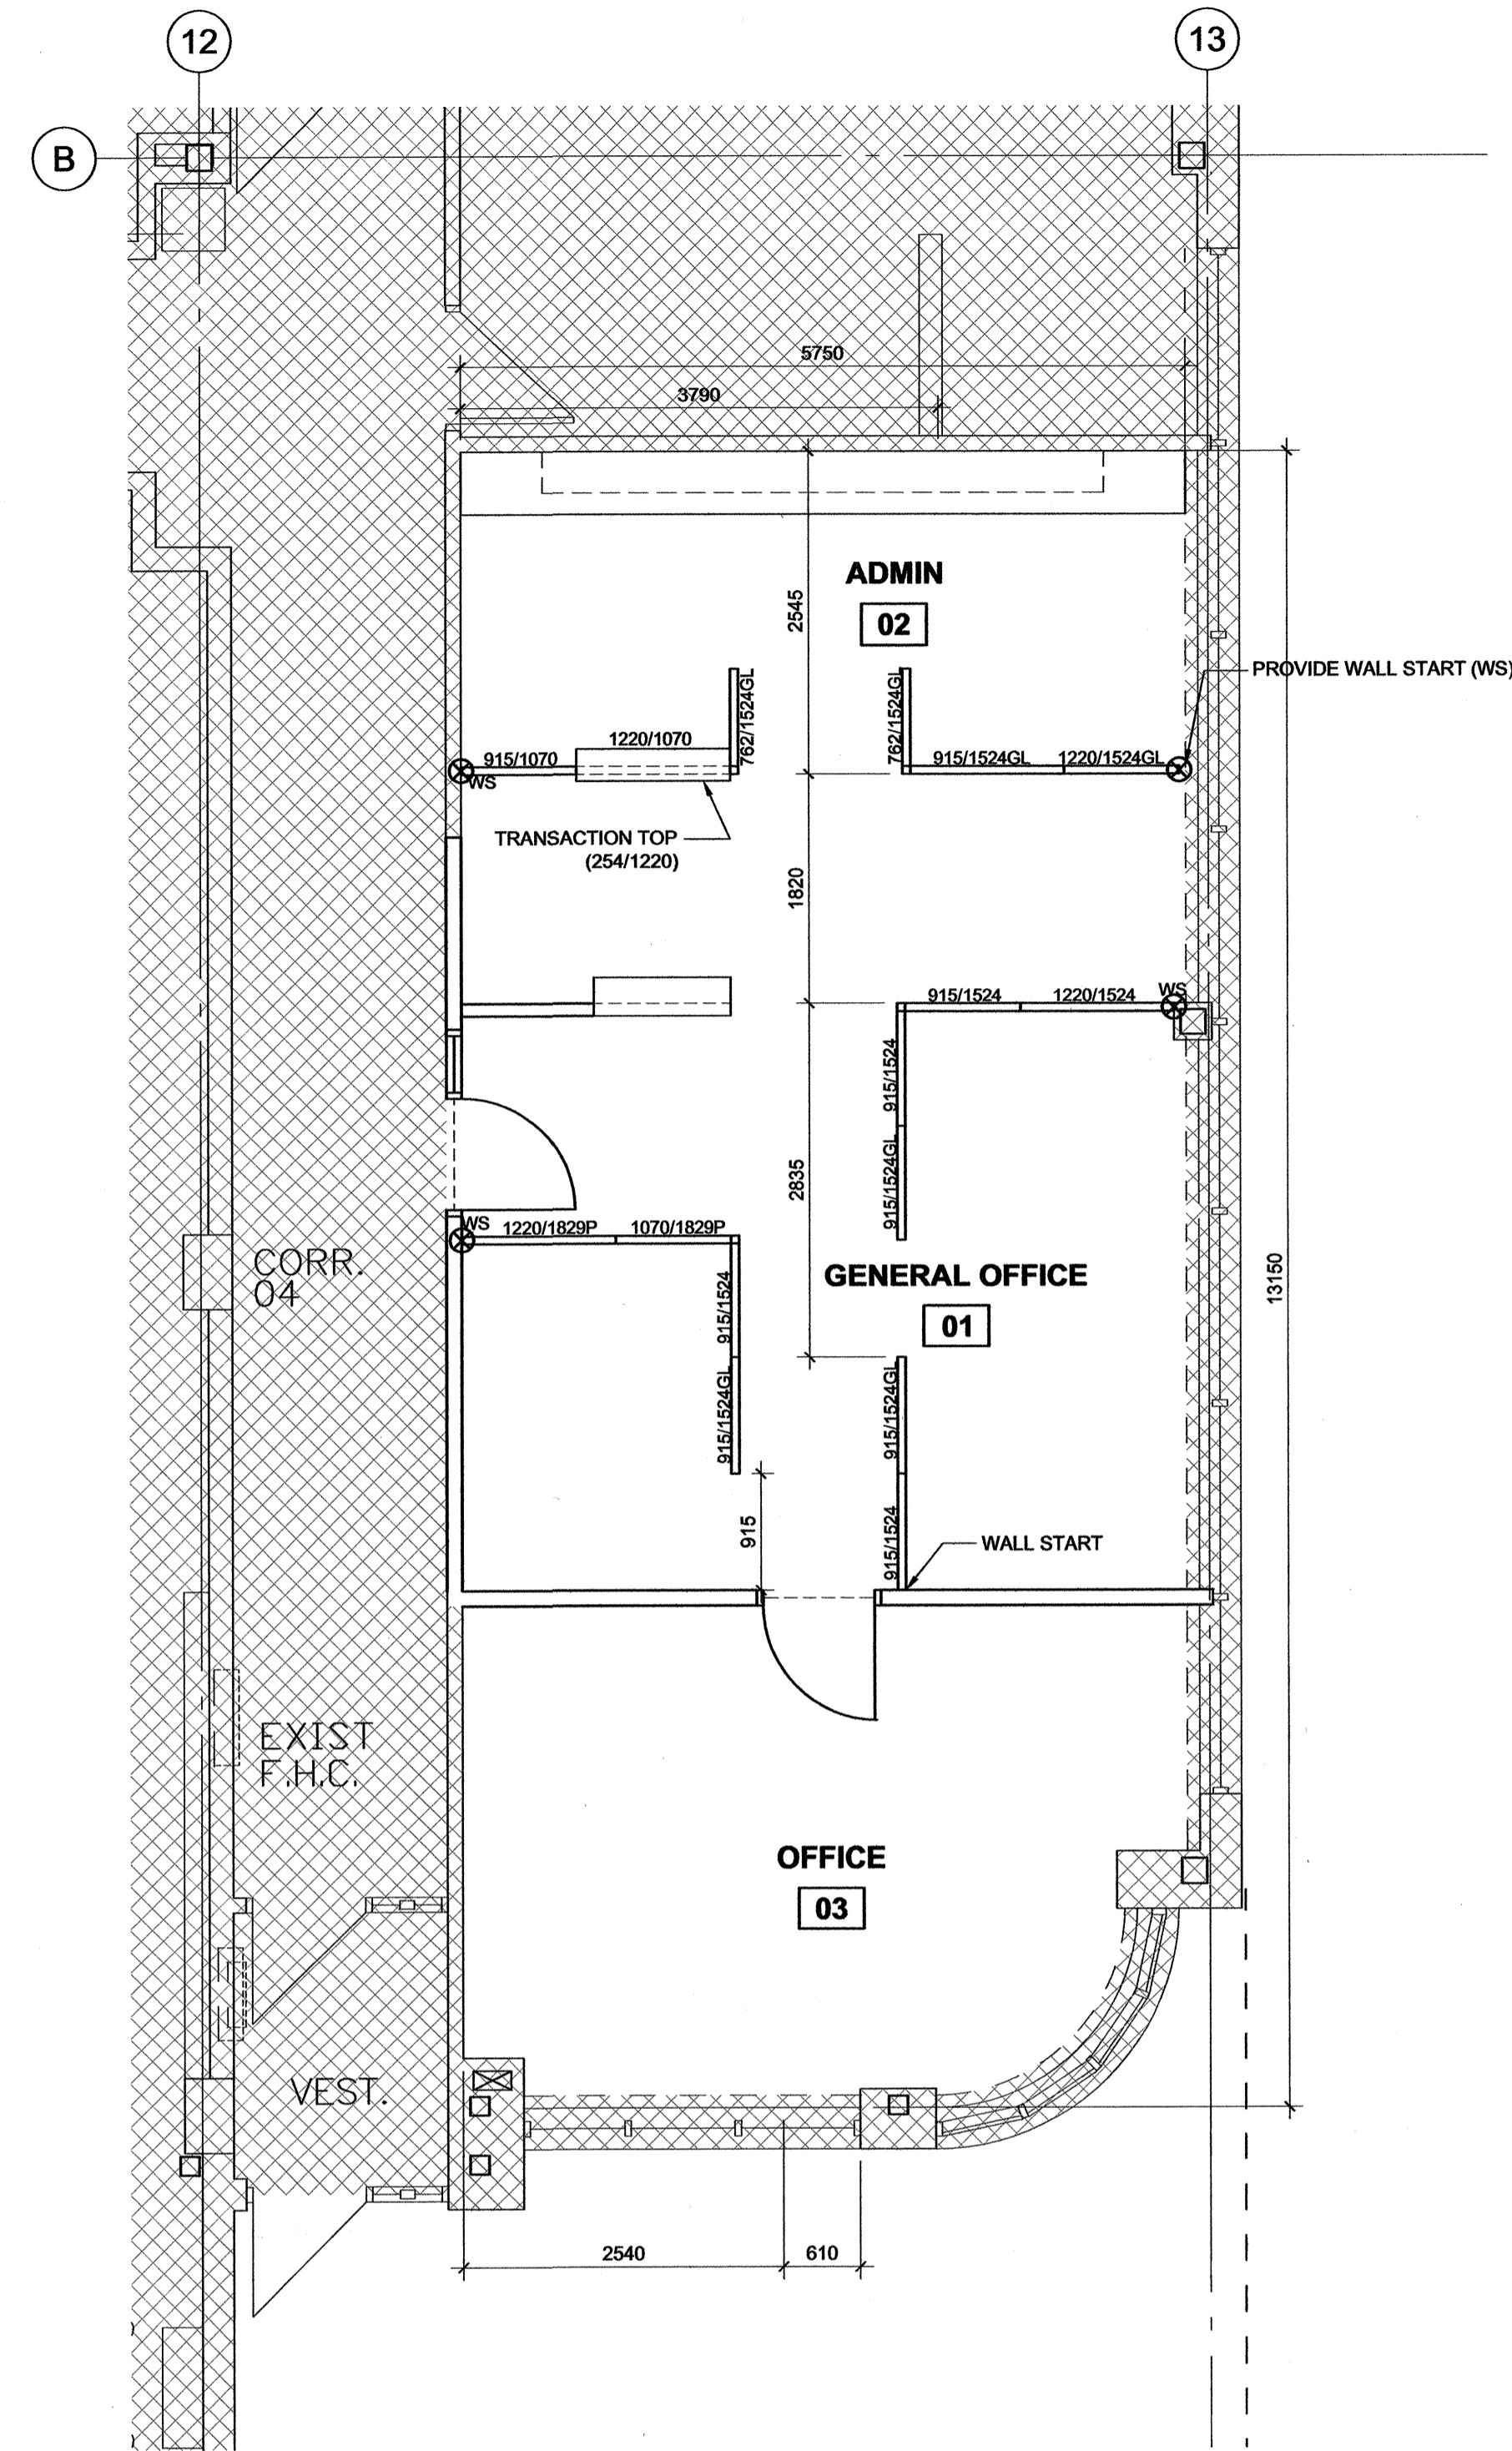 12
13
B
5750
3790
ADMIN
02
2545
PROVIDE WALL START (WS)
762/1524GL
762/1524GL
1220/1070
915/1070
WS
915/1524GL
1220/1524GL
TRANSACTION TOP
(254/1220)
1820
WS
915/1524
1220/1524
915/1524
915/1524GL
2835
WS
1220/1829P
1070/1829P
CORR.
04
GENERAL OFFICE
01
13150
915/1524
915/1524GL
915/1524GL
915
915/1524
WALL START
EXIST
F.H.C.
OFFICE
03
VEST.
2540
610